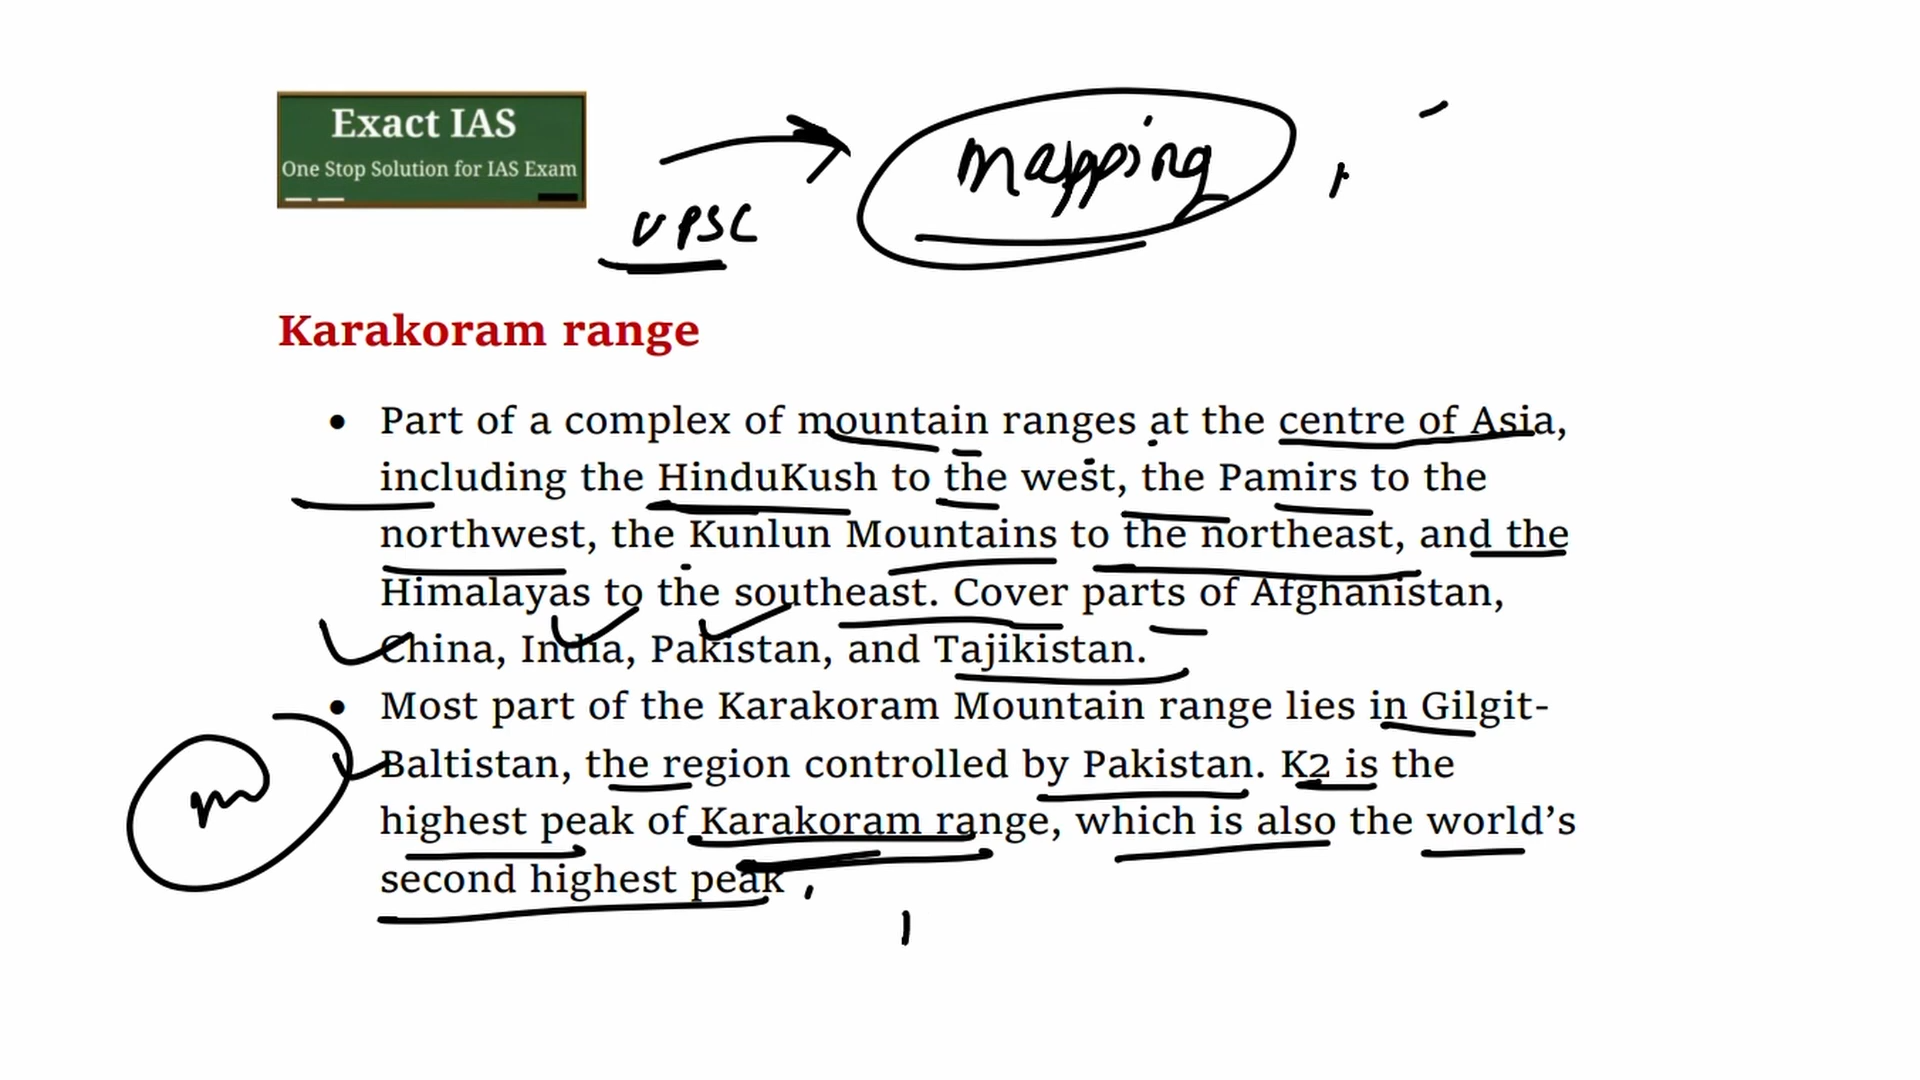 Exact IAS
One Stop Solution for IAS Exam
UPSC
mapping
Karakoram range
• Part of a complex of mountain ranges at the centre of Asia,
including the HinduKush to the west, the Pamirs to the
northwest, the Kunlun Mountains to the northeast, and the
Himalayas to the southeast. Cover parts of Afghanistan,
China, India, Pakistan, and Tajikistan.
• Most part of the Karakoram Mountain range lies in Gilgit-
Baltistan, the region controlled by Pakistan. K2 is the
highest peak of Karakoram range, which is also the world’s
second highest peak